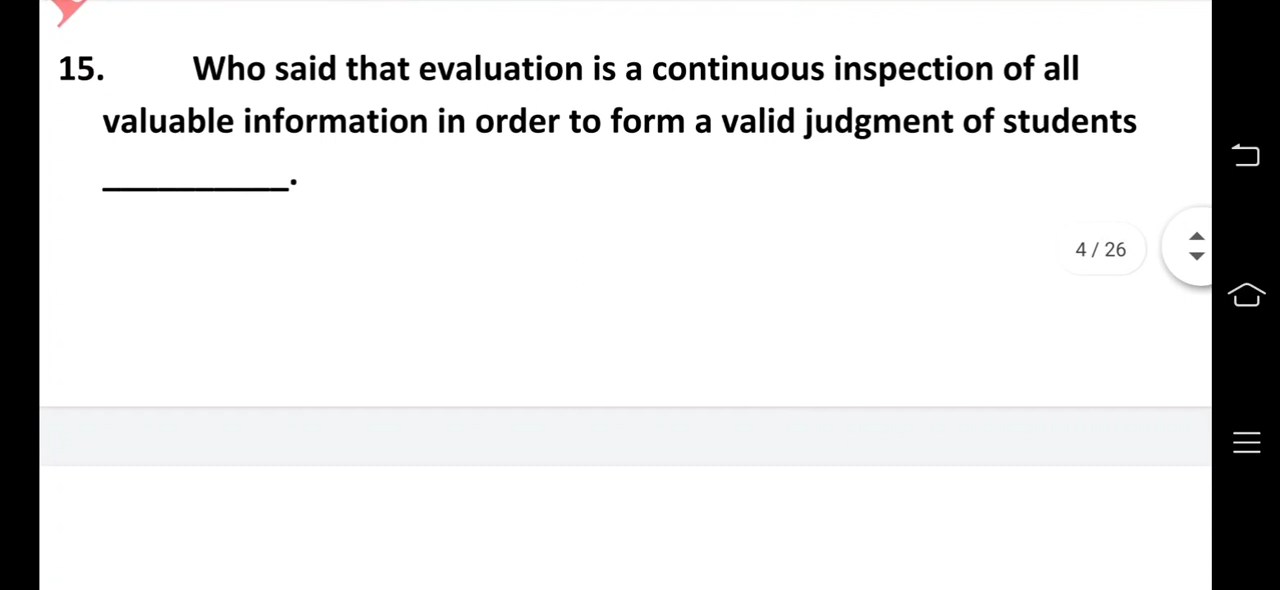 15. Who said that evaluation is a continuous inspection of all
valuable information in order to form a valid judgment of students
__________.
4 / 26